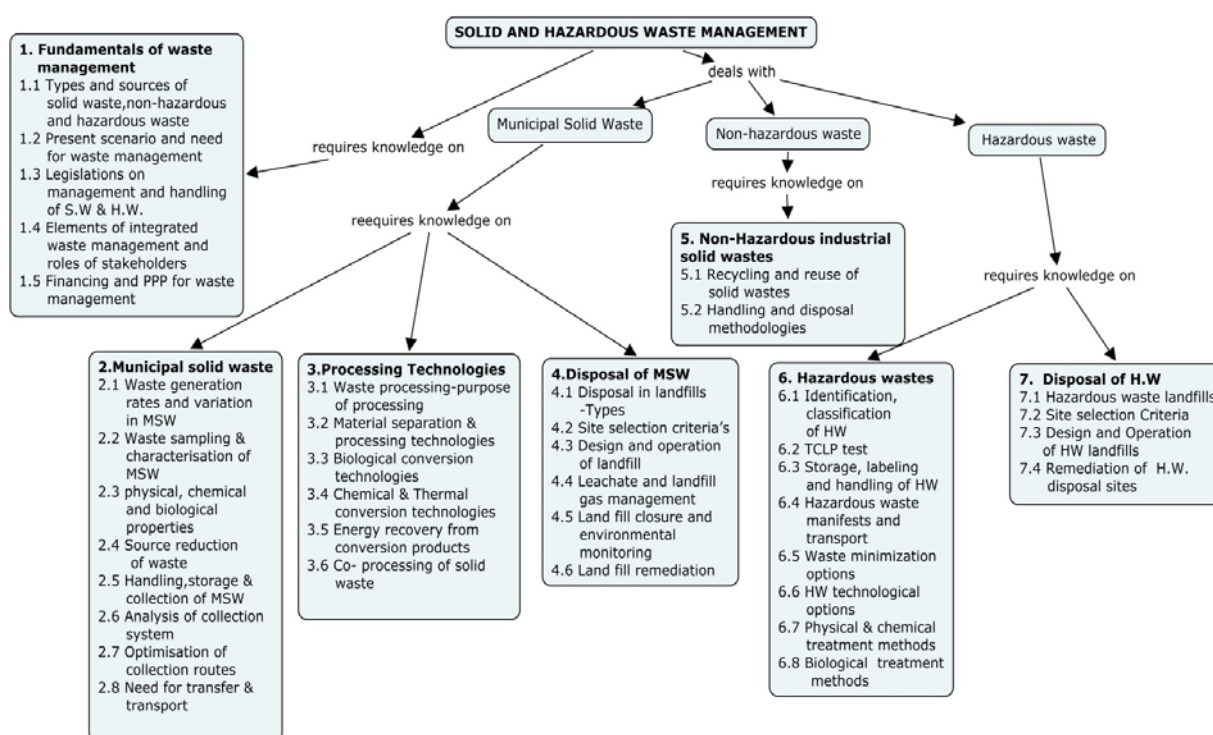 SOLID AND HAZARDOUS WASTE MANAGEMENT
deals with
requires knowledge on
1. Fundamentals of waste
management
1.1 Types and sources of
solid waste,non-hazardous
and hazardous waste
1.2 Present scenario and need
for waste management
1.3 Legislations on
management and handling
of S.W & H.W.
1.4 Elements of integrated
waste management and
roles of stakeholders
1.5 Financing and PPP for waste
management
Municipal Solid Waste
Non-hazardous waste
Hazardous waste
reequires knowledge on
requires knowledge on
requires knowledge on
2.Municipal solid waste
2.1 Waste generation
rates and variation
in MSW
2.2 Waste sampling &
characterisation of
MSW
2.3 physical, chemical
and biological
properties
2.4 Source reduction
of waste
2.5 Handling,storage &
collection of MSW
2.6 Analysis of collection
system
2.7 Optimisation of
collection routes
2.8 Need for transfer &
transport
3.Processing Technologies
3.1 Waste processing-purpose
of processing
3.2 Material separation &
processing technologies
3.3 Biological conversion
technologies
3.4 Chemical & Thermal
conversion technologies
3.5 Energy recovery from
conversion products
3.6 Co- processing of solid
waste
4.Disposal of MSW
4.1 Disposal in landfills
-Types
4.2 Site selection criteria's
4.3 Design and operation
of landfill
4.4 Leachate and landfill
gas management
4.5 Land fill closure and
environmental
monitoring
4.6 Land fill remediation
5. Non-Hazardous industrial
solid wastes
5.1 Recycling and reuse of
solid wastes
5.2 Handling and disposal
methodologies
6. Hazardous wastes
6.1 Identification,
classification
of HW
6.2 TCLP test
6.3 Storage, labeling
and handling of HW
6.4 Hazardous waste
manifests and
transport
6.5 Waste minimization
options
6.6 HW technological
options
6.7 Physical & chemical
treatment methods
6.8 Biological treatment
methods
7. Disposal of H.W
7.1 Hazardous waste landfills
7.2 Site selection Criteria
7.3 Design and Operation
of HW landfills
7.4 Remediation of H.W.
disposal sites